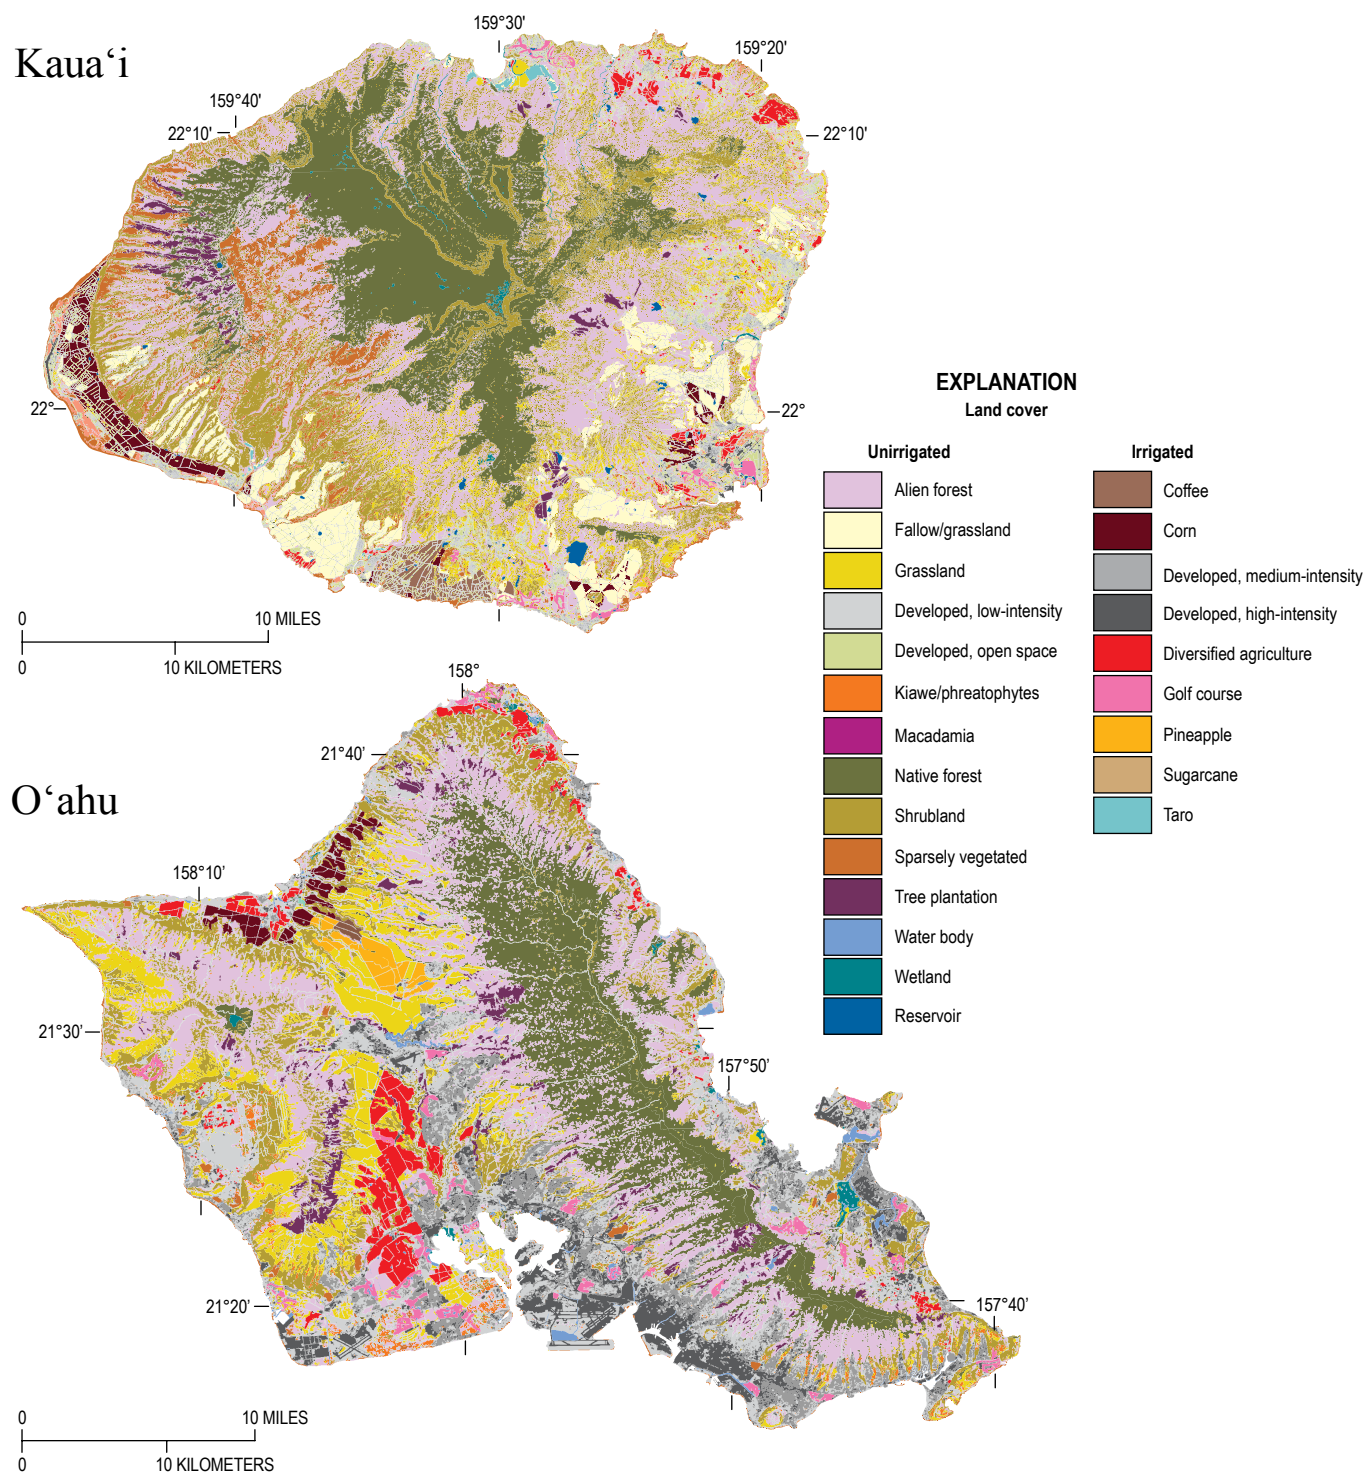 Kaua‘i
159°30'
159°20'
159°40'
22°10'
22°10'
22°
22°
0 10 MILES
0 10 KILOMETERS
EXPLANATION
Land cover
Unirrigated
Alien forest
Fallow/grassland
Grassland
Developed, low-intensity
Developed, open space
Kiawe/phreatophytes
Macadamia
Native forest
Shrubland
Sparsely vegetated
Tree plantation
Water body
Wetland
Reservoir
Irrigated
Coffee
Corn
Developed, medium-intensity
Developed, high-intensity
Diversified agriculture
Golf course
Pineapple
Sugarcane
Taro
O‘ahu
158°
21°40'
158°10'
21°30'
157°50'
21°20'
157°40'
0 10 MILES
0 10 KILOMETERS